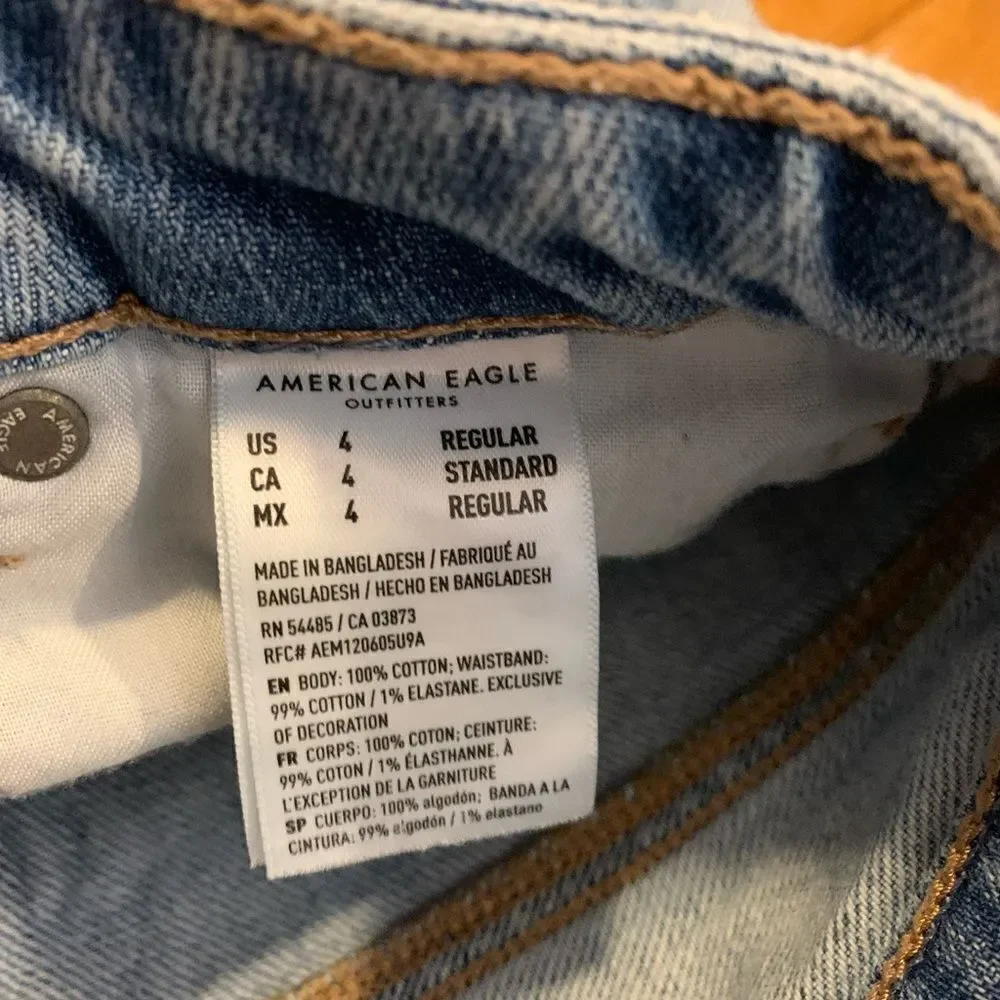 AMERICAN EAGLE
OUTFITTERS
US 4 REGULAR
CA 4 STANDARD
MX 4 REGULAR
MADE IN BANGLADESH / FABRIQUÉ AU
BANGLADESH / HECHO EN BANGLADESH
RN 54485 / CA 03873
RFC# AEM120605U9A
EN BODY: 100% COTTON; WAISTBAND:
99% COTTON / 1% ELASTANE. EXCLUSIVE
OF DECORATION
FR CORPS: 100% COTON; CEINTURE:
99% COTON / 1% ÉLASTHANNE. À
L'EXCEPTION DE LA GARNITURE
SP CUERPO: 100% algodón; BANDA A LA
CINTURA: 99% algodón / 1% elastano
AMERICAN
EAGLE